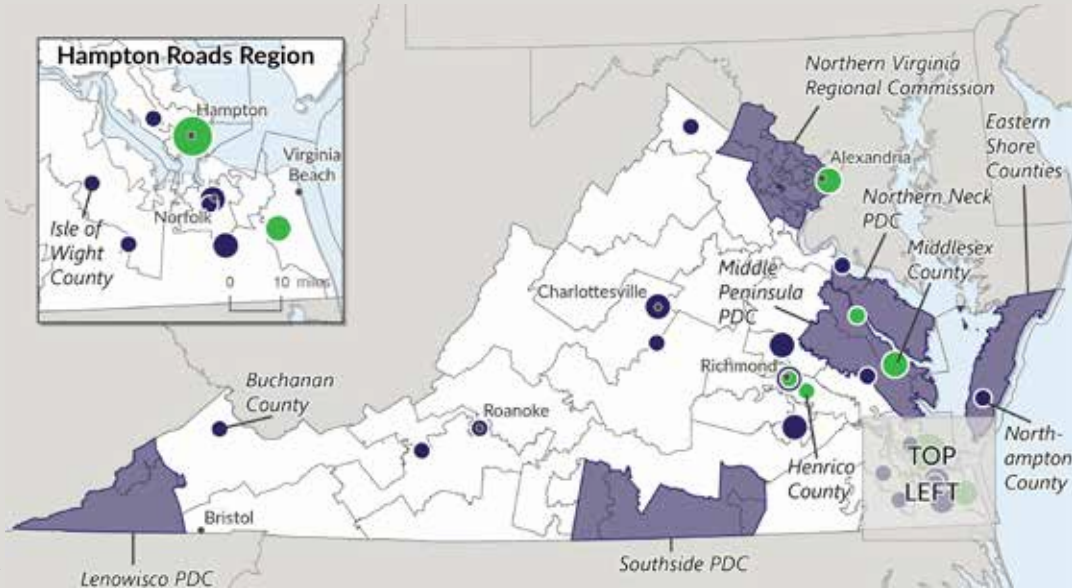 Hampton Roads Region
Hampton
Virginia
Beach
Norfolk
Isle of
Wight
County
0 10 miles
Northern Virginia
Regional Commission
Eastern
Shore
Counties
Alexandria
Northern Neck
PDC
Middlesex
County
Middle
Peninsula
PDC
Charlottesville
Richmond
Buchanan
County
Roanoke
Henrico
County
TOP
LEFT
North-
ampton
County
Bristol
Lenowisco PDC
Southside PDC